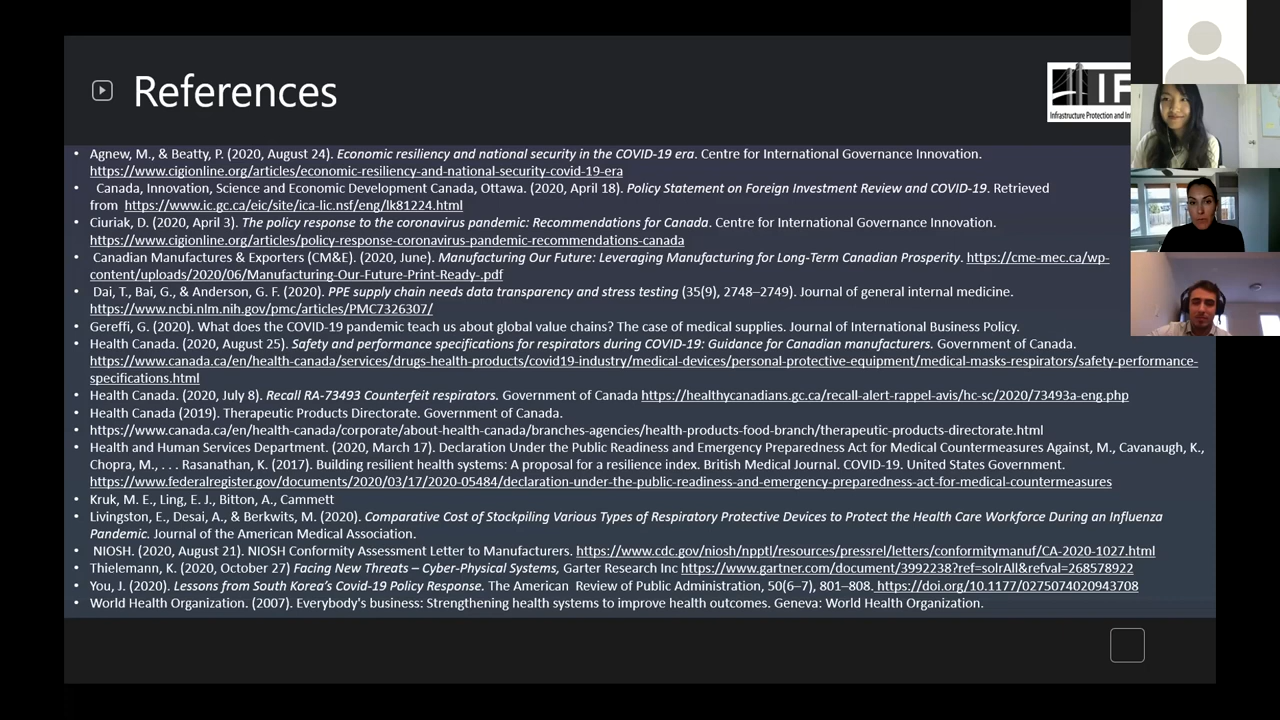 References
IF
Infrastructure Protection and In
• Agnew, M., & Beatty, P. (2020, August 24). Economic resiliency and national security in the COVID-19 era. Centre for International Governance Innovation.
https://www.cigionline.org/articles/economic-resiliency-and-national-security-covid-19-era
• Canada, Innovation, Science and Economic Development Canada, Ottawa. (2020, April 18). Policy Statement on Foreign Investment Review and COVID-19. Retrieved
from https://www.ic.gc.ca/eic/site/ica-lic.nsf/eng/lk81224.html
• Ciuriak, D. (2020, April 3). The policy response to the coronavirus pandemic: Recommendations for Canada. Centre for International Governance Innovation.
https://www.cigionline.org/articles/policy-response-coronavirus-pandemic-recommendations-canada
• Canadian Manufactures & Exporters (CM&E). (2020, June). Manufacturing Our Future: Leveraging Manufacturing for Long-Term Canadian Prosperity. https://cme-mec.ca/wp-
content/uploads/2020/06/Manufacturing-Our-Future-Print-Ready-.pdf
• Dai, T., Bai, G., & Anderson, G. F. (2020). PPE supply chain needs data transparency and stress testing (35(9), 2748–2749). Journal of general internal medicine.
https://www.ncbi.nlm.nih.gov/pmc/articles/PMC7326307/
• Gereffi, G. (2020). What does the COVID-19 pandemic teach us about global value chains? The case of medical supplies. Journal of International Business Policy.
• Health Canada. (2020, August 25). Safety and performance specifications for respirators during COVID-19: Guidance for Canadian manufacturers. Government of Canada.
https://www.canada.ca/en/health-canada/services/drugs-health-products/covid19-industry/medical-devices/personal-protective-equipment/medical-masks-respirators/safety-performance-
specifications.html
• Health Canada. (2020, July 8). Recall RA-73493 Counterfeit respirators. Government of Canada https://healthycanadians.gc.ca/recall-alert-rappel-avis/hc-sc/2020/73493a-eng.php
• Health Canada (2019). Therapeutic Products Directorate. Government of Canada.
• https://www.canada.ca/en/health-canada/corporate/about-health-canada/branches-agencies/health-products-food-branch/therapeutic-products-directorate.html
• Health and Human Services Department. (2020, March 17). Declaration Under the Public Readiness and Emergency Preparedness Act for Medical Countermeasures Against, M., Cavanaugh, K.,
Chopra, M., . . . Rasanathan, K. (2017). Building resilient health systems: A proposal for a resilience index. British Medical Journal. COVID-19. United States Government.
https://www.federalregister.gov/documents/2020/03/17/2020-05484/declaration-under-the-public-readiness-and-emergency-preparedness-act-for-medical-countermeasures
• Kruk, M. E., Ling, E. J., Bitton, A., Cammett
• Livingston, E., Desai, A., & Berkwits, M. (2020). Comparative Cost of Stockpiling Various Types of Respiratory Protective Devices to Protect the Health Care Workforce During an Influenza
Pandemic. Journal of the American Medical Association.
• NIOSH. (2020, August 21). NIOSH Conformity Assessment Letter to Manufacturers. https://www.cdc.gov/niosh/npptl/resources/pressrel/letters/conformitymanuf/CA-2020-1027.html
• Thielemann, K. (2020, October 27) Facing New Threats – Cyber-Physical Systems, Garter Research Inc https://www.gartner.com/document/3992238?ref=solrAll&refval=268578922
• You, J. (2020). Lessons from South Korea's Covid-19 Policy Response. The American Review of Public Administration, 50(6–7), 801–808. https://doi.org/10.1177/0275074020943708
• World Health Organization. (2007). Everybody's business: Strengthening health systems to improve health outcomes. Geneva: World Health Organization.